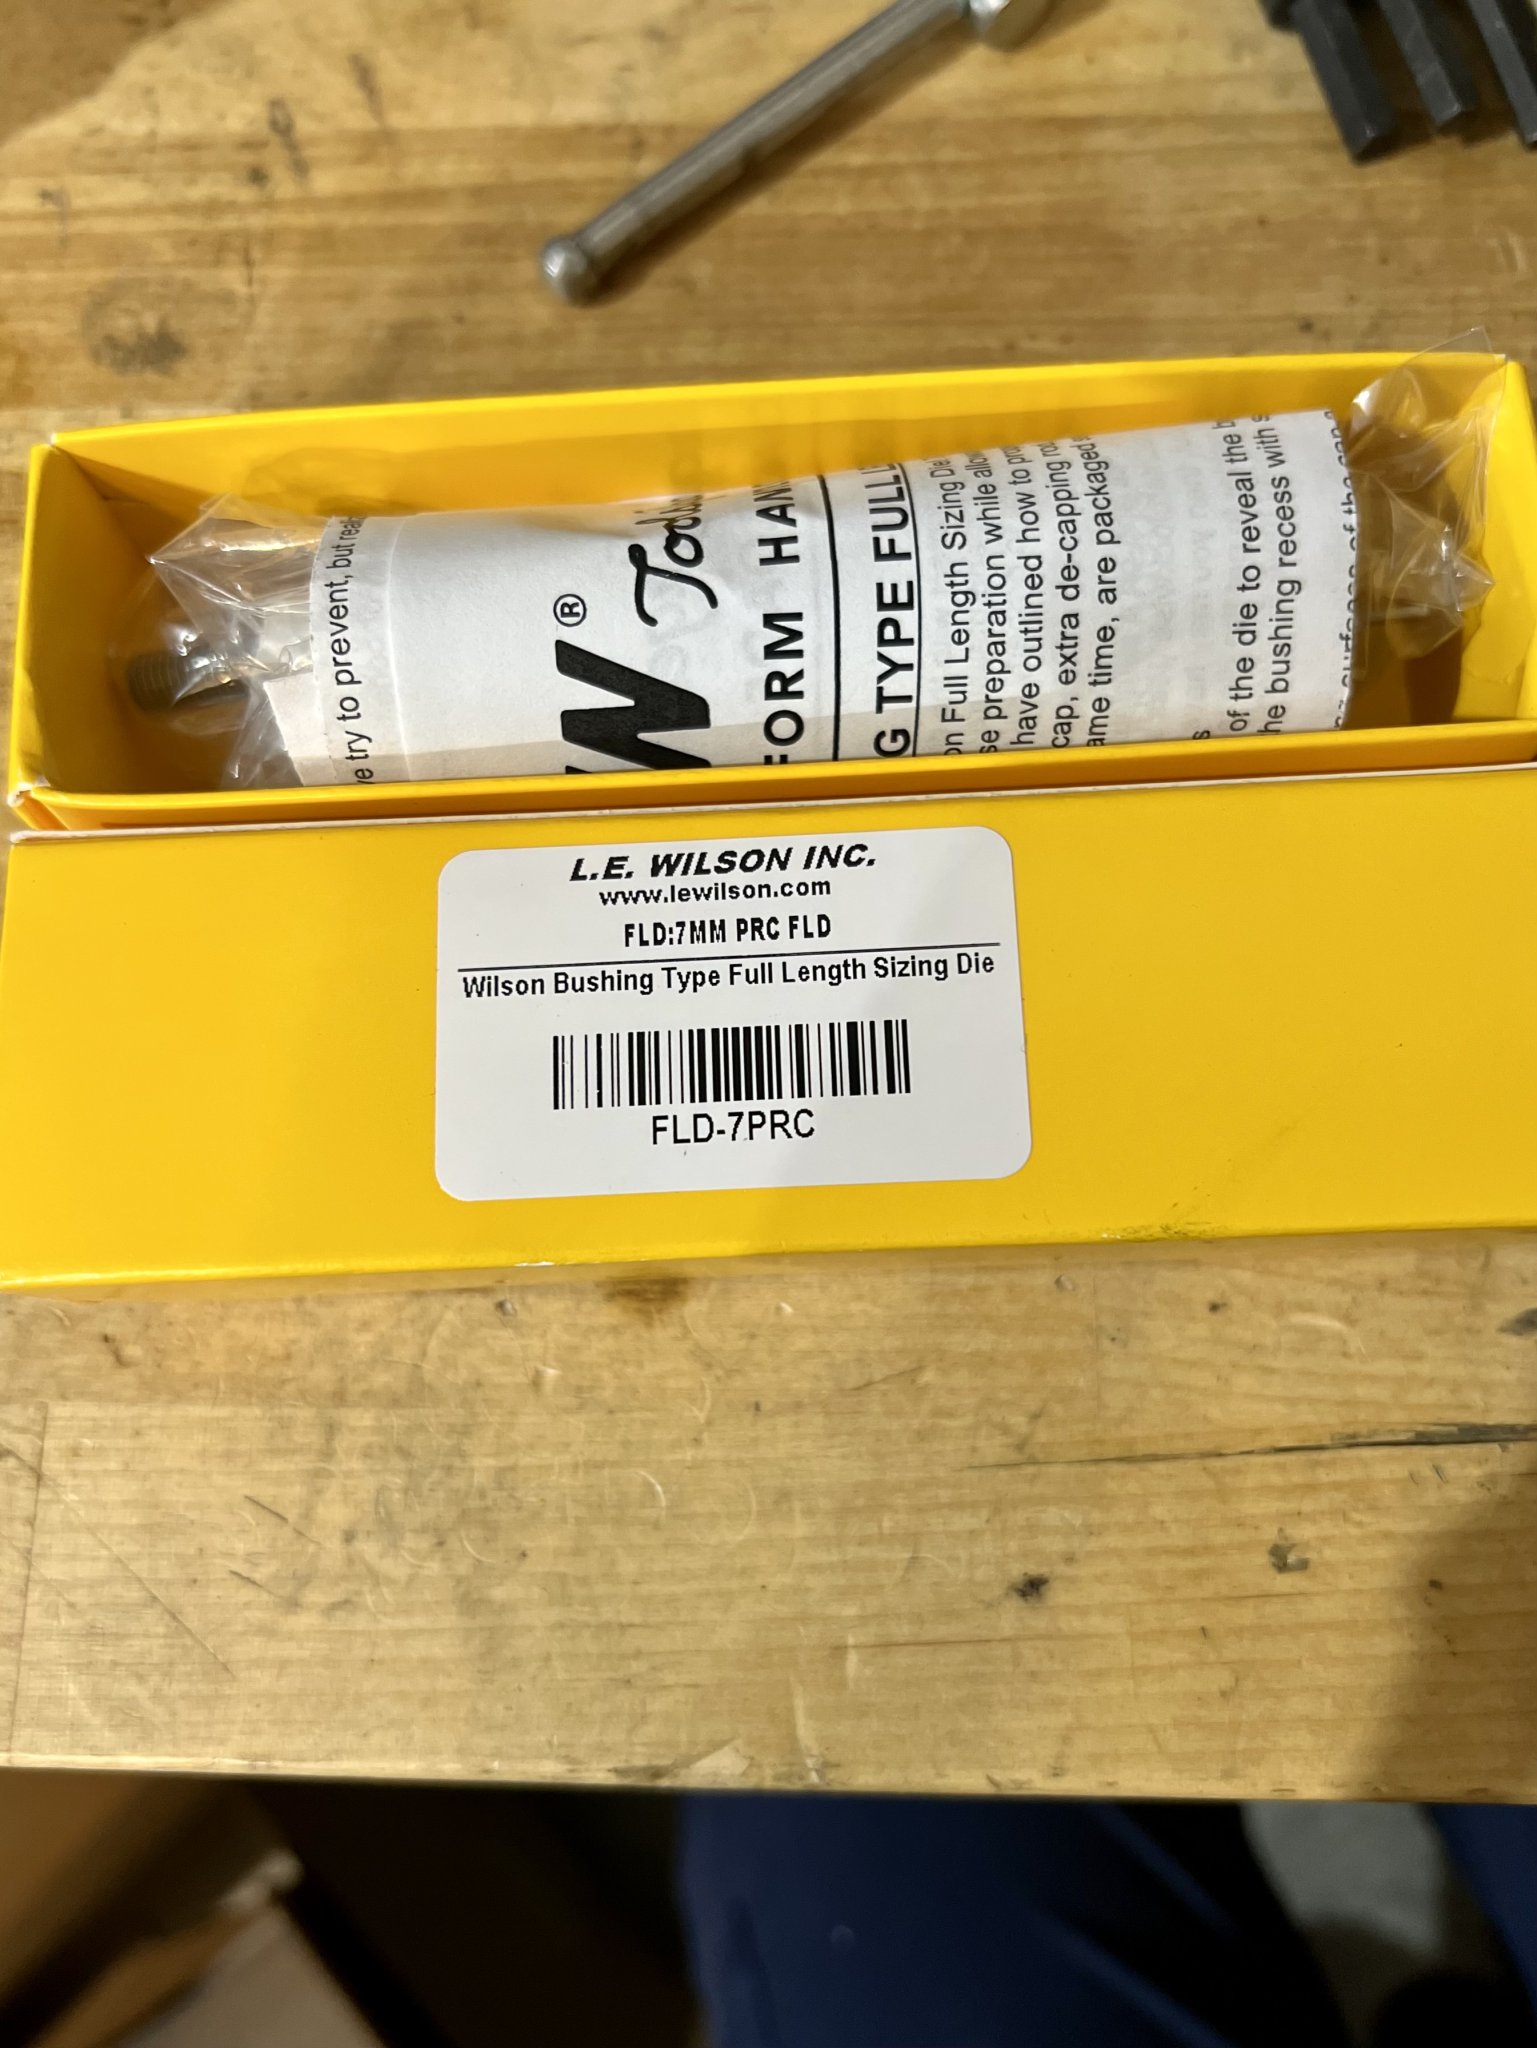 ve try to prevent, but
®
W
FORM HAN
G TYPE FULL
on Full Length Sizing Die
se preparation while allo
have outlined how to pro
cap, extra de-capping ro
ame time, are packaged
s
of the die to reveal the b
he bushing recess with s
L.E. WILSON INC.
www.lewilson.com
FLD:7MM PRC FLD
Wilson Bushing Type Full Length Sizing Die
FLD-7PRC